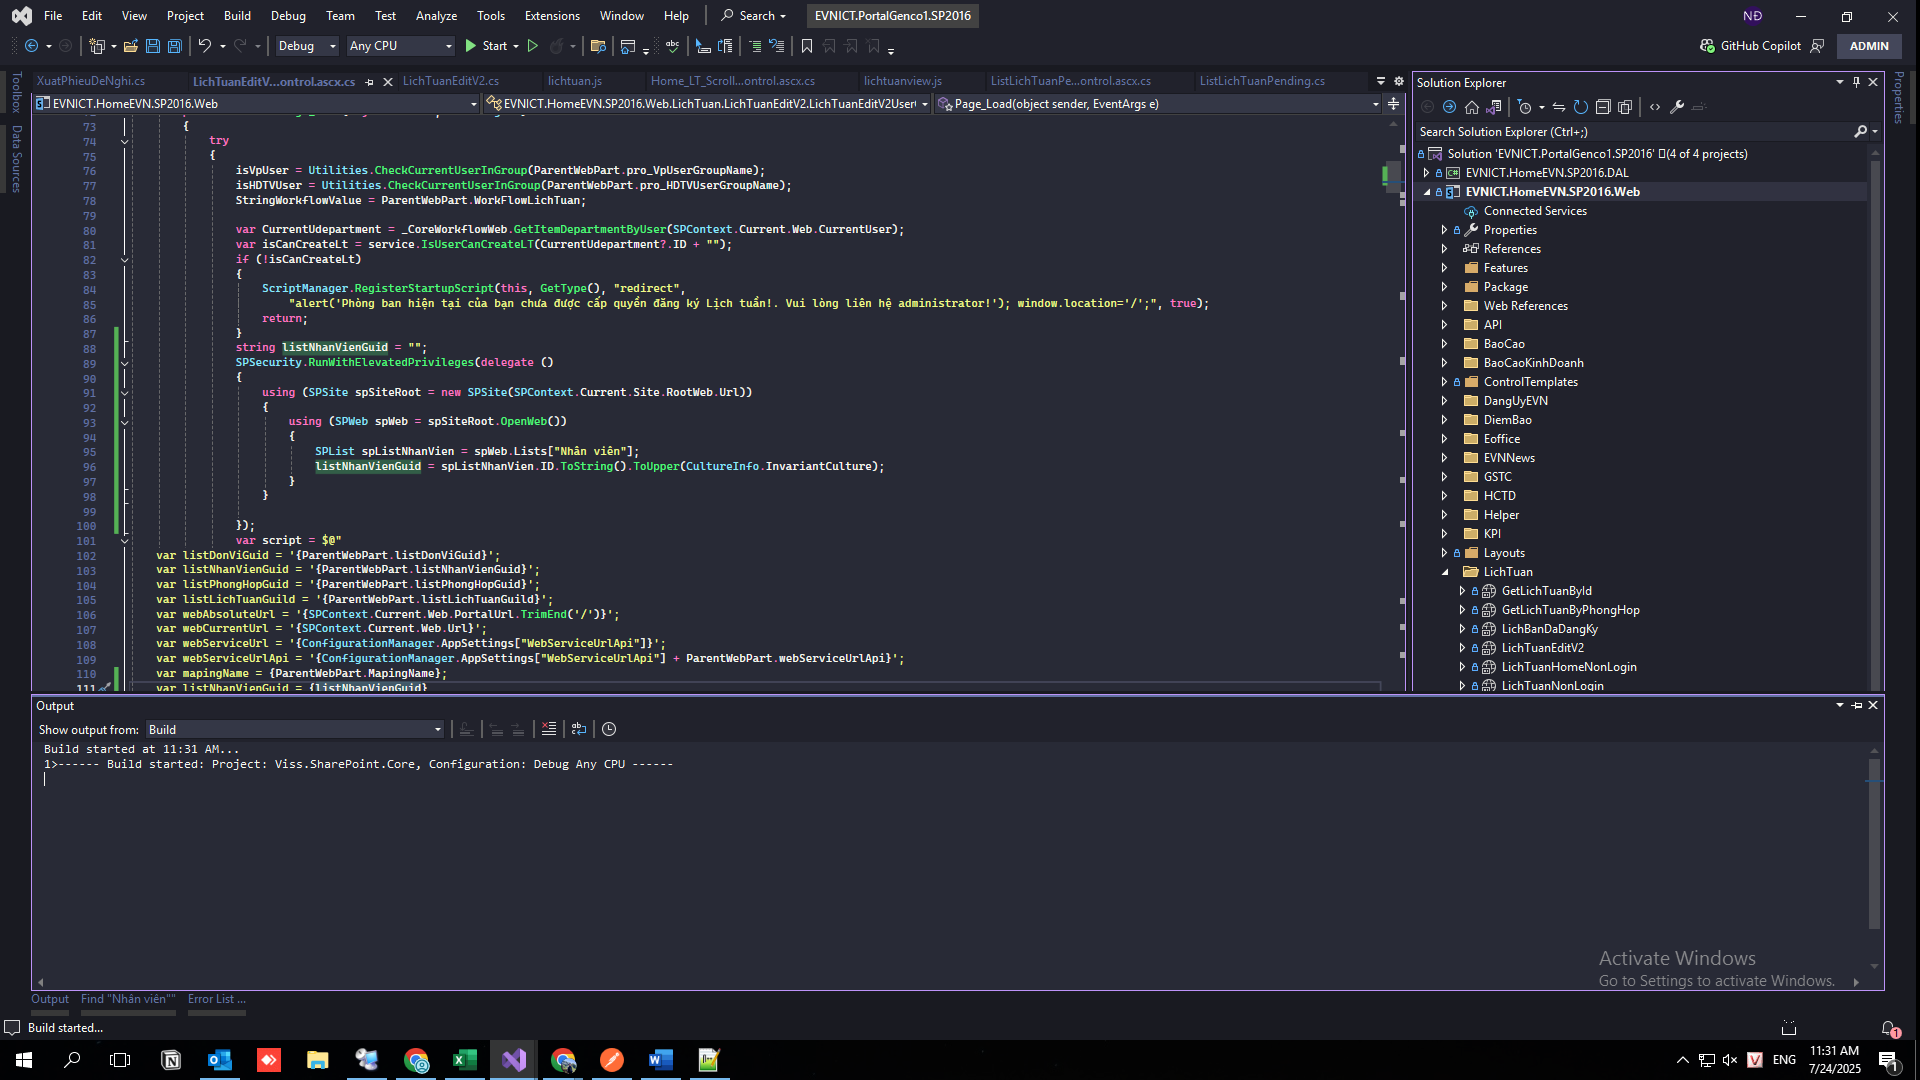 File Edit View Project Build Debug Team Test Analyze Tools Extensions Window Help Search EVNICT.PortalGenco1.SP2016 NĐ
Debug Any CPU Start GitHub Copilot ADMIN
Toolbox
Data Sources
XuatPhieuDeNghi.cs LichTuanEditV...ontrol.ascx.cs LichTuanEditV2.cs lichtuan.js Home_LT_Scroll...ontrol.ascx.cs lichtuanview.js ListLichTuanPe...ontrol.ascx.cs ListLichTuanPending.cs
EVNICT.HomeEVN.SP2016.Web EVNICT.HomeEVN.SP2016.Web.LichTuan.LichTuanEditV2.LichTuanEditV2User Page_Load(object sender, EventArgs e)
73 {
74 try
75 {
76 isVpUser = Utilities.CheckCurrentUserInGroup(ParentWebPart.pro_VpUserGroupName);
77 isHDTVUser = Utilities.CheckCurrentUserInGroup(ParentWebPart.pro_HDTVUserGroupName);
78 StringWorkflowValue = ParentWebPart.WorkFlowLichTuan;
79
80 var CurrentUdepartment = _CoreWorkflowWeb.GetItemDepartmentByUser(SPContext.Current.Web.CurrentUser);
81 var isCanCreateLt = service.IsUserCanCreateLT(CurrentUdepartment?.ID + "");
82 if (!isCanCreateLt)
83 {
84 ScriptManager.RegisterStartupScript(this, GetType(), "redirect",
85 "alert('Phòng ban hiện tại của bạn chưa được cấp quyền đăng ký Lịch tuần!. Vui lòng liên hệ administrator!'); window.location='/';", true);
86 return;
87 }
88 string listNhanVienGuid = "";
89 SPSecurity.RunWithElevatedPrivileges(delegate ()
90 {
91 using (SPSite spSiteRoot = new SPSite(SPContext.Current.Site.RootWeb.Url))
92 {
93 using (SPWeb spWeb = spSiteRoot.OpenWeb())
94 {
95 SPList spListNhanVien = spWeb.Lists["Nhân viên"];
96 listNhanVienGuid = spListNhanVien.ID.ToString().ToUpper(CultureInfo.InvariantCulture);
97 }
98 }
99
100 });
101 var script = $@"
102 var listDonViGuid = '{ParentWebPart.listDonViGuid}';
103 var listNhanVienGuid = '{ParentWebPart.listNhanVienGuid}';
104 var listPhongHopGuid = '{ParentWebPart.listPhongHopGuid}';
105 var listLichTuanGuild = '{ParentWebPart.listLichTuanGuild}';
106 var webAbsoluteUrl = '{SPContext.Current.Web.PortalUrl.TrimEnd('/')}';
107 var webCurrentUrl = '{SPContext.Current.Web.Url}';
108 var webServiceUrl = '{ConfigurationManager.AppSettings["WebServiceUrlApi"]}';
109 var webServiceUrlApi = '{ConfigurationManager.AppSettings["WebServiceUrlApi"] + ParentWebPart.webServiceUrlApi}';
110 var mapingName = {ParentWebPart.MapingName};
111 var listNhanVienGuid = {listNhanVienGuid}
Solution Explorer
Search Solution Explorer (Ctrl+;)
Solution 'EVNICT.PortalGenco1.SP2016' (4 of 4 projects)
EVNICT.HomeEVN.SP2016.DAL
EVNICT.HomeEVN.SP2016.Web
Connected Services
Properties
References
Features
Package
Web References
API
BaoCao
BaoCaoKinhDoanh
ControlTemplates
DangUyEVN
DiemBao
Eoffice
EVNNews
GSTC
HCTD
Helper
KPI
Layouts
LichTuan
GetLichTuanById
GetLichTuanByPhongHop
LichBanDaDangKy
LichTuanEditV2
LichTuanHomeNonLogin
LichTuanNonLogin
Properties
Output
Show output from: Build
Build started at 11:31 AM...
1>------ Build started: Project: Viss.SharePoint.Core, Configuration: Debug Any CPU ------
Activate Windows
Go to Settings to activate Windows.
Output Find "Nhân viên"" Error List ...
Build started...
1
ENG 11:31 AM
7/24/2025
1